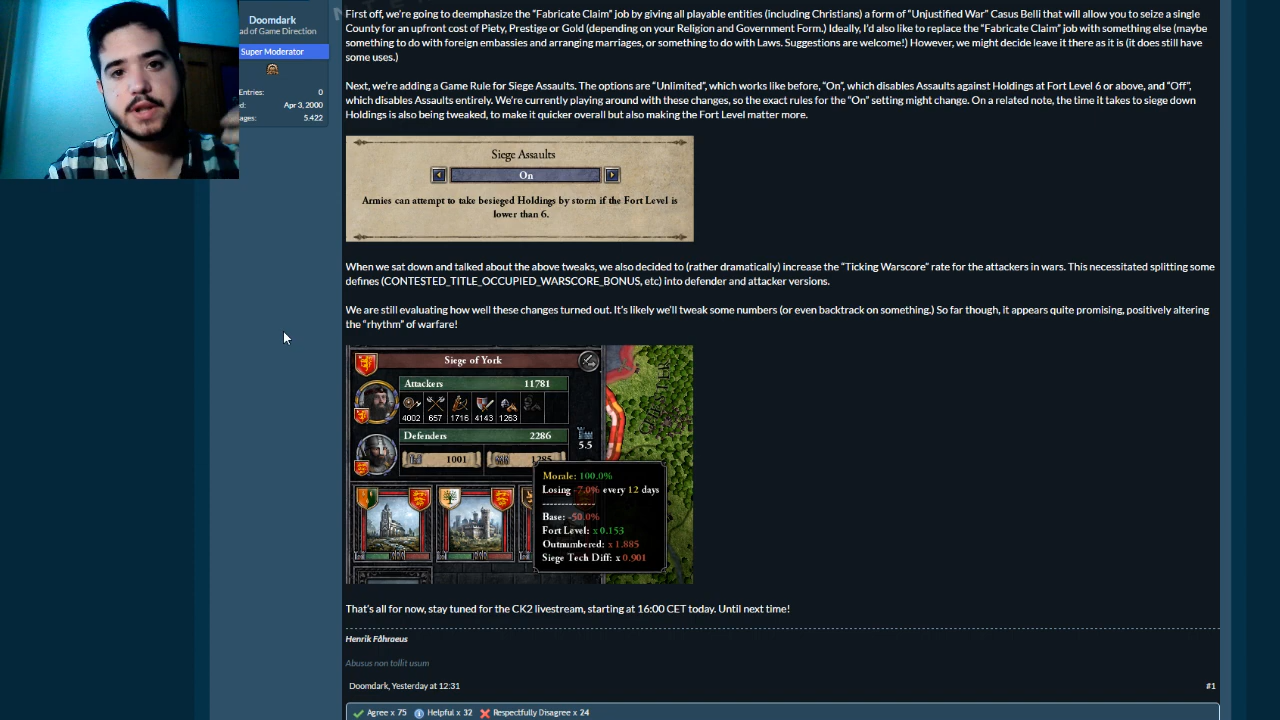 Doomdark
ad of Game Direction
Super Moderator
Entries: 0
d: Apr 3, 2000
ages: 5,422
First off, we're going to deemphasize the "Fabricate Claim" job by giving all playable entities (including Christians) a form of "Unjustified War" Casus Belli that will allow you to seize a single
County for an upfront cost of Piety, Prestige or Gold (depending on your Religion and Government Form.) Ideally, I'd also like to replace the "Fabricate Claim" job with something else (maybe
something to do with foreign embassies and arranging marriages, or something to do with Laws. Suggestions are welcome!) However, we might decide leave it there as it is (it does still have
some uses.)
Next, we're adding a Game Rule for Siege Assaults. The options are "Unlimited", which works like before, "On", which disables Assaults against Holdings at Fort Level 6 or above, and "Off",
which disables Assaults entirely. We're currently playing around with these changes, so the exact rules for the "On" setting might change. On a related note, the time it takes to siege down
Holdings is also being tweaked, to make it quicker overall but also making the Fort Level matter more.
Siege Assaults
On
Armies can attempt to take besieged Holdings by storm if the Fort Level is
lower than 6.
When we sat down and talked about the above tweaks, we also decided to (rather dramatically) increase the "Ticking Warscore" rate for the attackers in wars. This necessitated splitting some
defines (CONTESTED_TITLE_OCCUPIED_WARSCORE_BONUS, etc) into defender and attacker versions.
We are still evaluating how well these changes turned out. It's likely we'll tweak some numbers (or even backtrack on something.) So far though, it appears quite promising, positively altering
the "rhythm" of warfare!
Siege of York
Attackers 11781
4002 657 1716 4143 1263
Defenders 2286
5.5
1001 1285
Morale: 100.0%
Losing -7.0% every 12 days
--------------
Base: -50.0%
Fort Level: x 0.153
Outnumbered: x 1.885
Siege Tech Diff: x 0.901
That's all for now, stay tuned for the CK2 livestream, starting at 16:00 CET today. Until next time!
Henrik Fåhraeus
Abusus non tollit usum
Doomdark, Yesterday at 12:31 #1
Agree x 75 Helpful x 32 Respectfully Disagree x 24